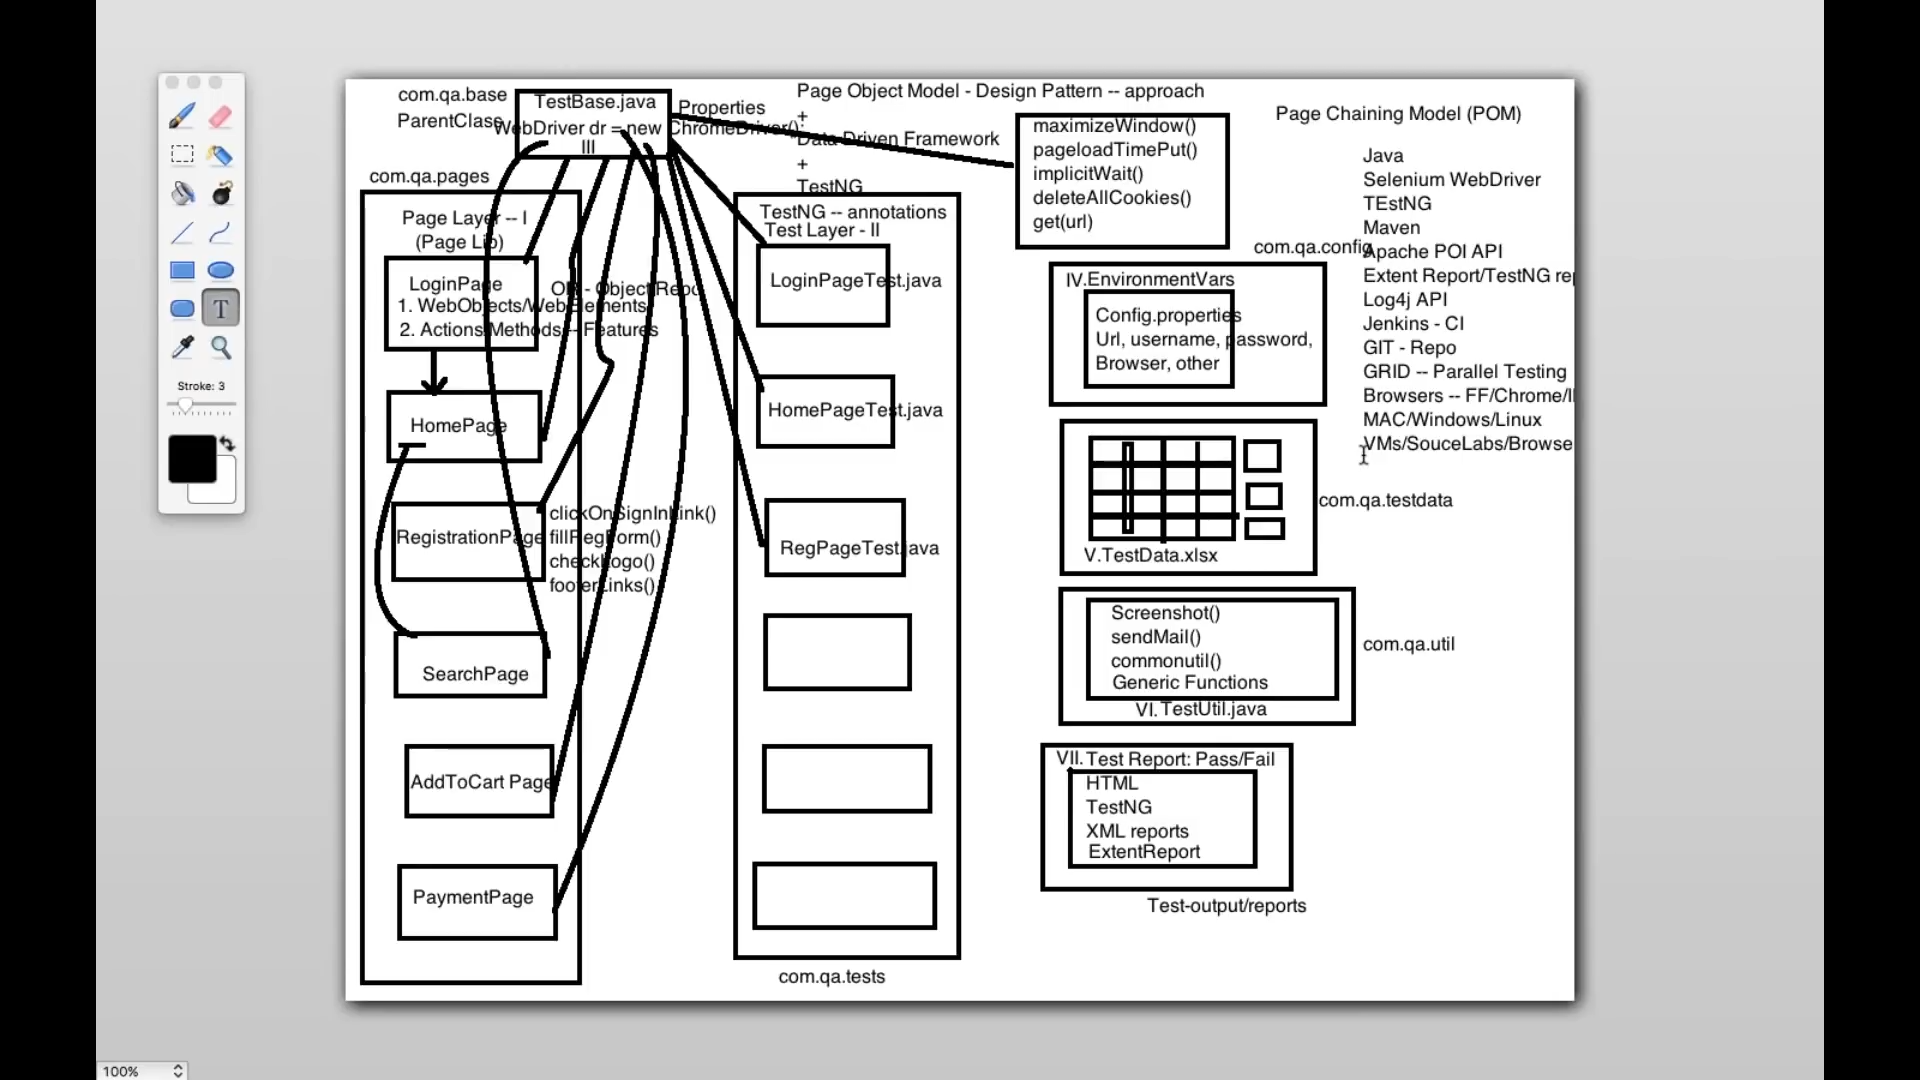 Page Object Model - Design Pattern -- approach
+
Data Driven Framework
+
TestNG
Page Chaining Model (POM)
com.qa.base
ParentClass
TestBase.java
WebDriver dr = new ChromeDriver();
III
Properties
maximizeWindow()
pageloadTimePut()
implicitWait()
deleteAllCookies()
get(url)
Java
Selenium WebDriver
TEstNG
Maven
Apache POI API
Extent Report/TestNG rep
Log4j API
Jenkins - CI
GIT - Repo
GRID -- Parallel Testing
Browsers -- FF/Chrome/I
MAC/Windows/Linux
VMs/SouceLabs/Browse
com.qa.pages
Page Layer -- I
(Page Lib)
LoginPage
1. WebObjects/WebElements
2. Actions/Methods -- Features
OR - Object Repo
HomePage
RegistrationPage
clickOnSignInLink()
fillRegForm()
checkLogo()
footerLinks()
SearchPage
AddToCart Page
PaymentPage
TestNG -- annotations
Test Layer - II
LoginPageTest.java
HomePageTest.java
RegPageTest.java
com.qa.tests
com.qa.config
IV.EnvironmentVars
Config.properties
Url, username, password,
Browser, other
com.qa.testdata
V.TestData.xlsx
Screenshot()
sendMail()
commonutil()
Generic Functions
VI. TestUtil.java
com.qa.util
VII. Test Report: Pass/Fail
HTML
TestNG
XML reports
ExtentReport
Test-output/reports
T
Stroke: 3
100%